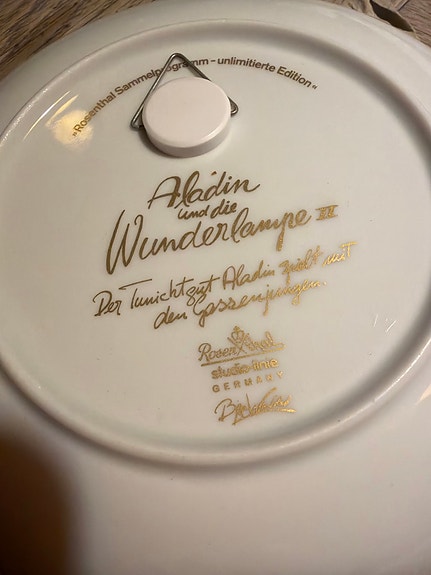 "Rosenthal Sammelprogramm - unlimitierte Edition"
Aladin
und die
Wunderlampe III
Der Tunichtgut Aladin spielt mit
den Gassenjungen.
Rosenthal
studio-linie
GERMANY